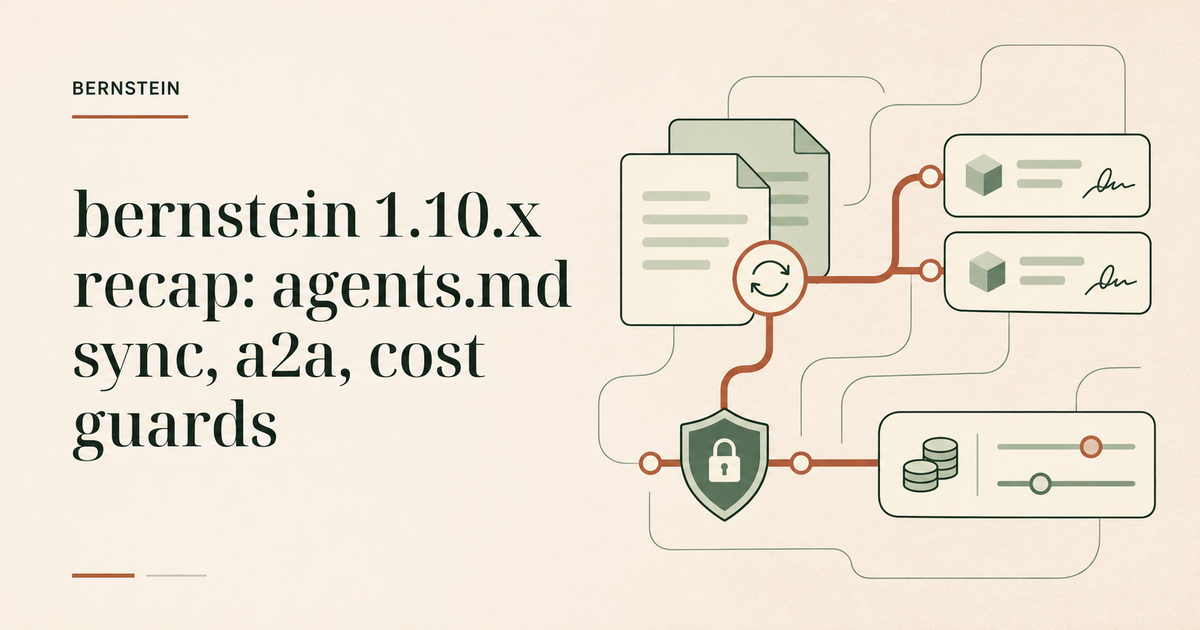 BERNSTEIN
bernstein 1.10.x
recap: agents.md
sync, a2a, cost
guards